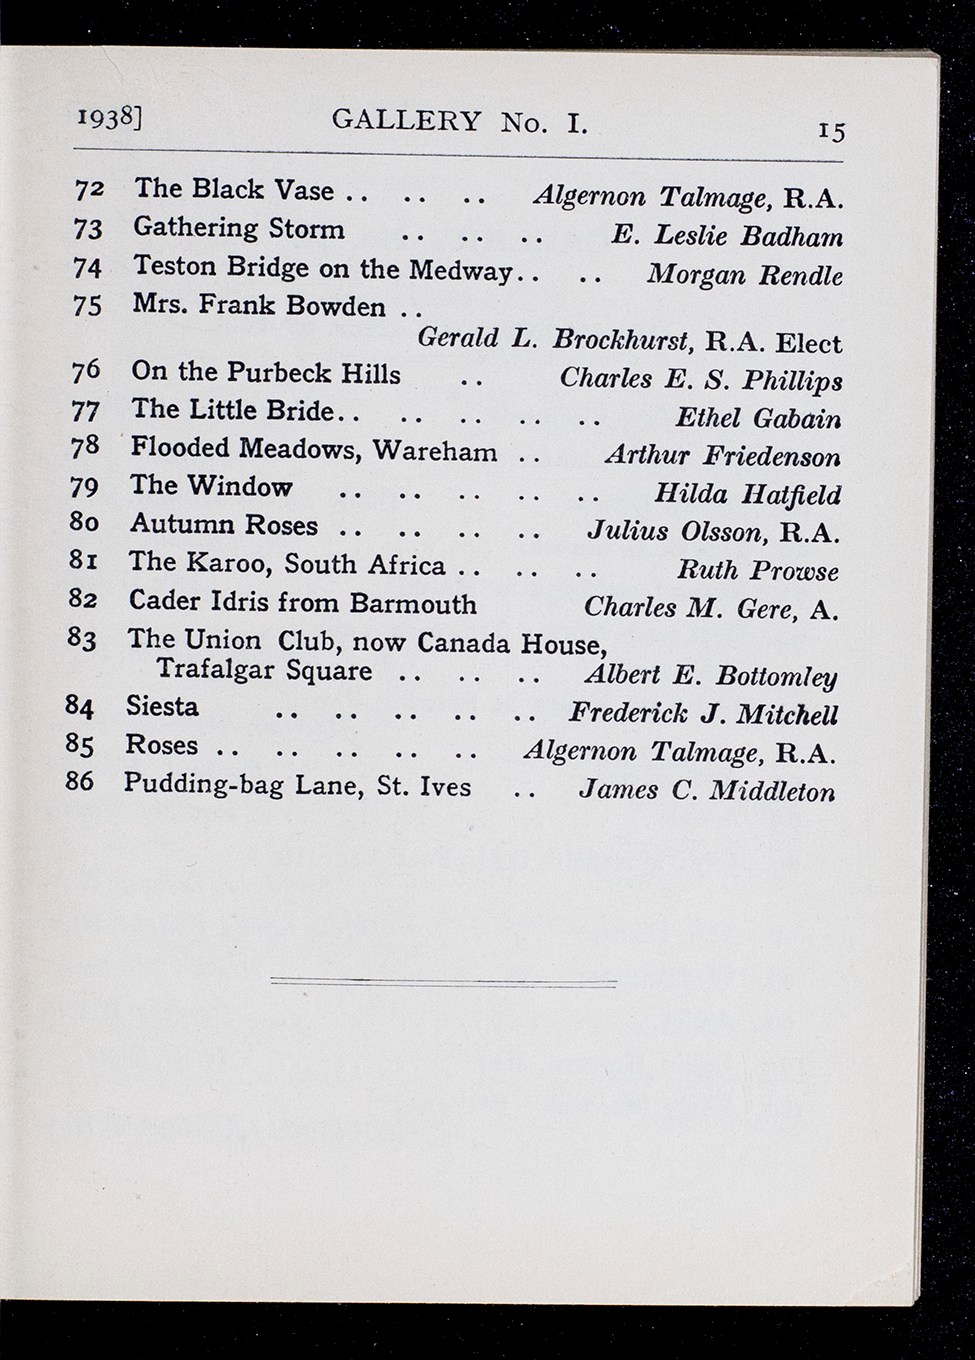 1938] GALLERY No. I. 15
72 The Black Vase .. .. .. Algernon Talmage, R.A.
73 Gathering Storm .. .. .. E. Leslie Badham
74 Teston Bridge on the Medway.. .. Morgan Rendle
75 Mrs. Frank Bowden ..
Gerald L. Brockhurst, R.A. Elect
76 On the Purbeck Hills .. Charles E. S. Phillips
77 The Little Bride.. .. .. .. .. Ethel Gabain
78 Flooded Meadows, Wareham .. Arthur Friedenson
79 The Window .. .. .. .. .. Hilda Hatfield
80 Autumn Roses .. .. .. .. Julius Olsson, R.A.
81 The Karoo, South Africa .. .. .. Ruth Prowse
82 Cader Idris from Barmouth Charles M. Gere, A.
83 The Union Club, now Canada House,
Trafalgar Square .. .. .. Albert E. Bottomley
84 Siesta .. .. .. .. .. Frederick J. Mitchell
85 Roses .. .. .. .. .. Algernon Talmage, R.A.
86 Pudding-bag Lane, St. Ives .. James C. Middleton